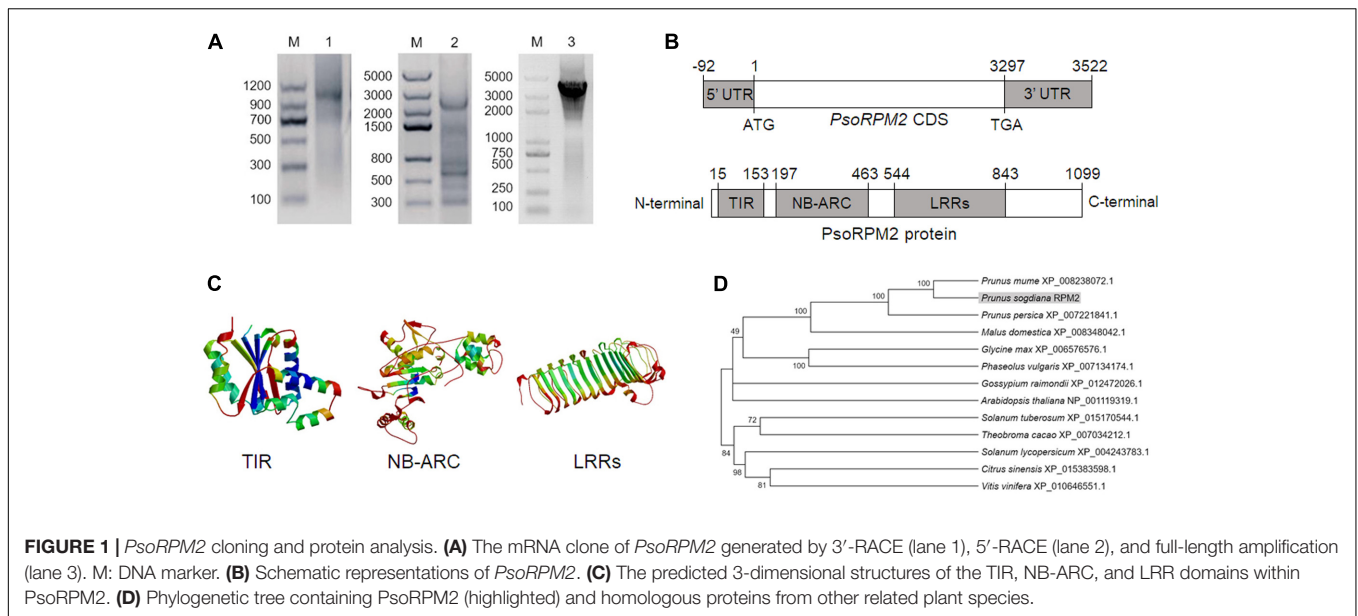 A
M 1
1200
900
700
500
300
100
M 2
5000
3000
2000
1500
800
500
300
M 3
5000
3000
2000
1000
750
500
250
100
B
-92 1 3297 3522
5' UTR 3' UTR
ATG PsoRPM2 CDS TGA
15 153 197 463 544 843 1099
N-terminal TIR NB-ARC LRRs C-terminal
PsoRPM2 protein
C
TIR NB-ARC LRRs
D
Prunus mume XP_008238072.1
100
Prunus sogdiana RPM2
100
Prunus persica XP_007221841.1
100
Malus domestica XP_008348042.1
49
Glycine max XP_006576576.1
100
Phaseolus vulgaris XP_007134174.1
Gossypium raimondii XP_012472026.1
Arabidopsis thaliana NP_001119319.1
Solanum tuberosum XP_015170544.1
72
Theobroma cacao XP_007034212.1
84
Solanum lycopersicum XP_004243783.1
98
Citrus sinensis XP_015383598.1
81
Vitis vinifera XP_010646551.1
FIGURE 1 | PsoRPM2 cloning and protein analysis. (A) The mRNA clone of PsoRPM2 generated by 3′-RACE (lane 1), 5′-RACE (lane 2), and full-length amplification
(lane 3). M: DNA marker. (B) Schematic representations of PsoRPM2. (C) The predicted 3-dimensional structures of the TIR, NB-ARC, and LRR domains within
PsoRPM2. (D) Phylogenetic tree containing PsoRPM2 (highlighted) and homologous proteins from other related plant species.